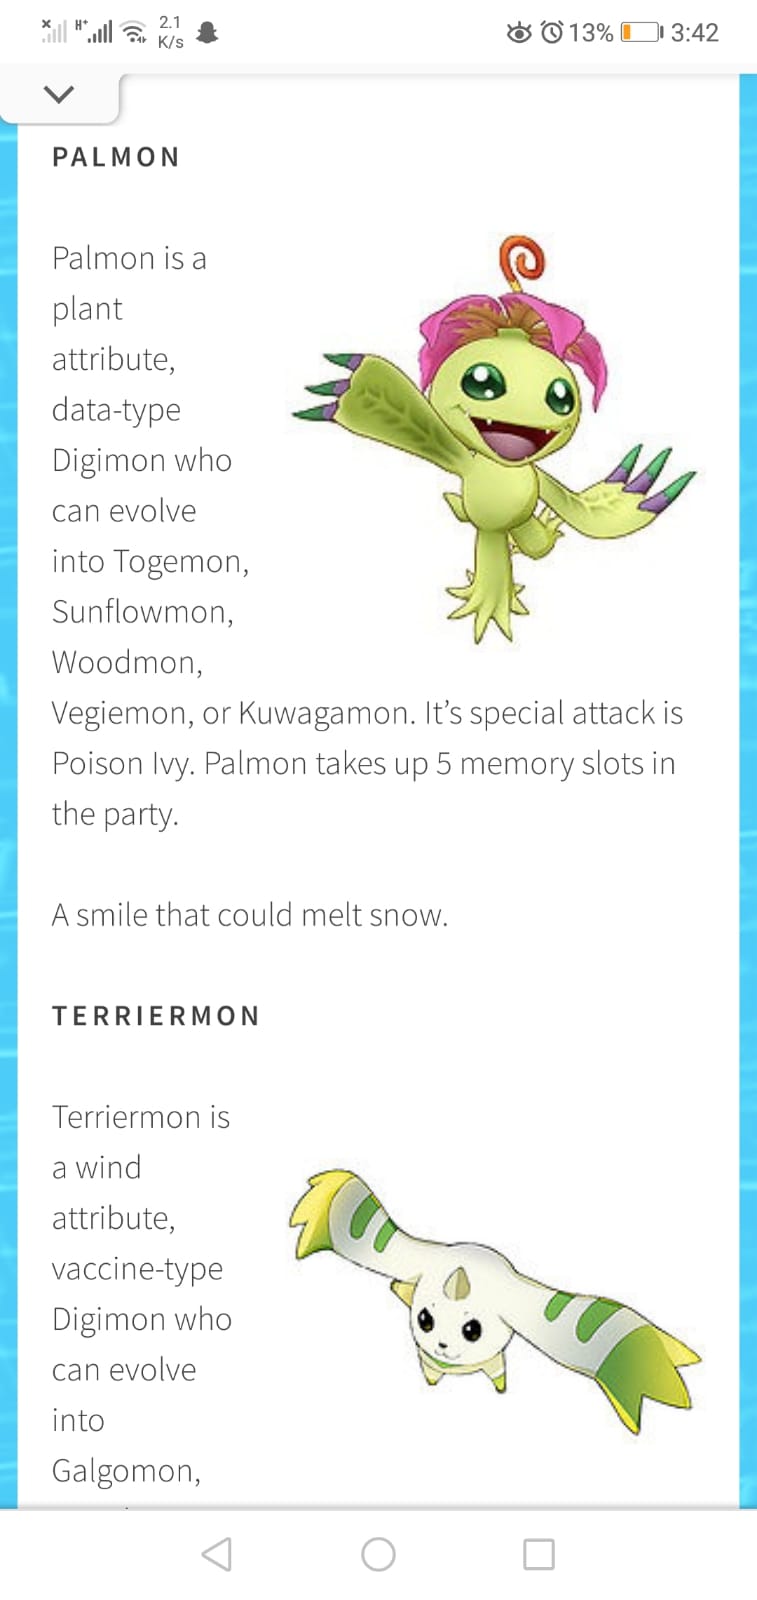 2.1
K/s
H+
13%
3:42
PALMON
Palmon is a
plant
attribute,
data-type
Digimon who
can evolve
into Togemon,
Sunflowmon,
Woodmon,
Vegiemon, or Kuwagamon. It’s special attack is
Poison Ivy. Palmon takes up 5 memory slots in
the party.
A smile that could melt snow.
TERRIERMON
Terriermon is
a wind
attribute,
vaccine-type
Digimon who
can evolve
into
Galgomon,